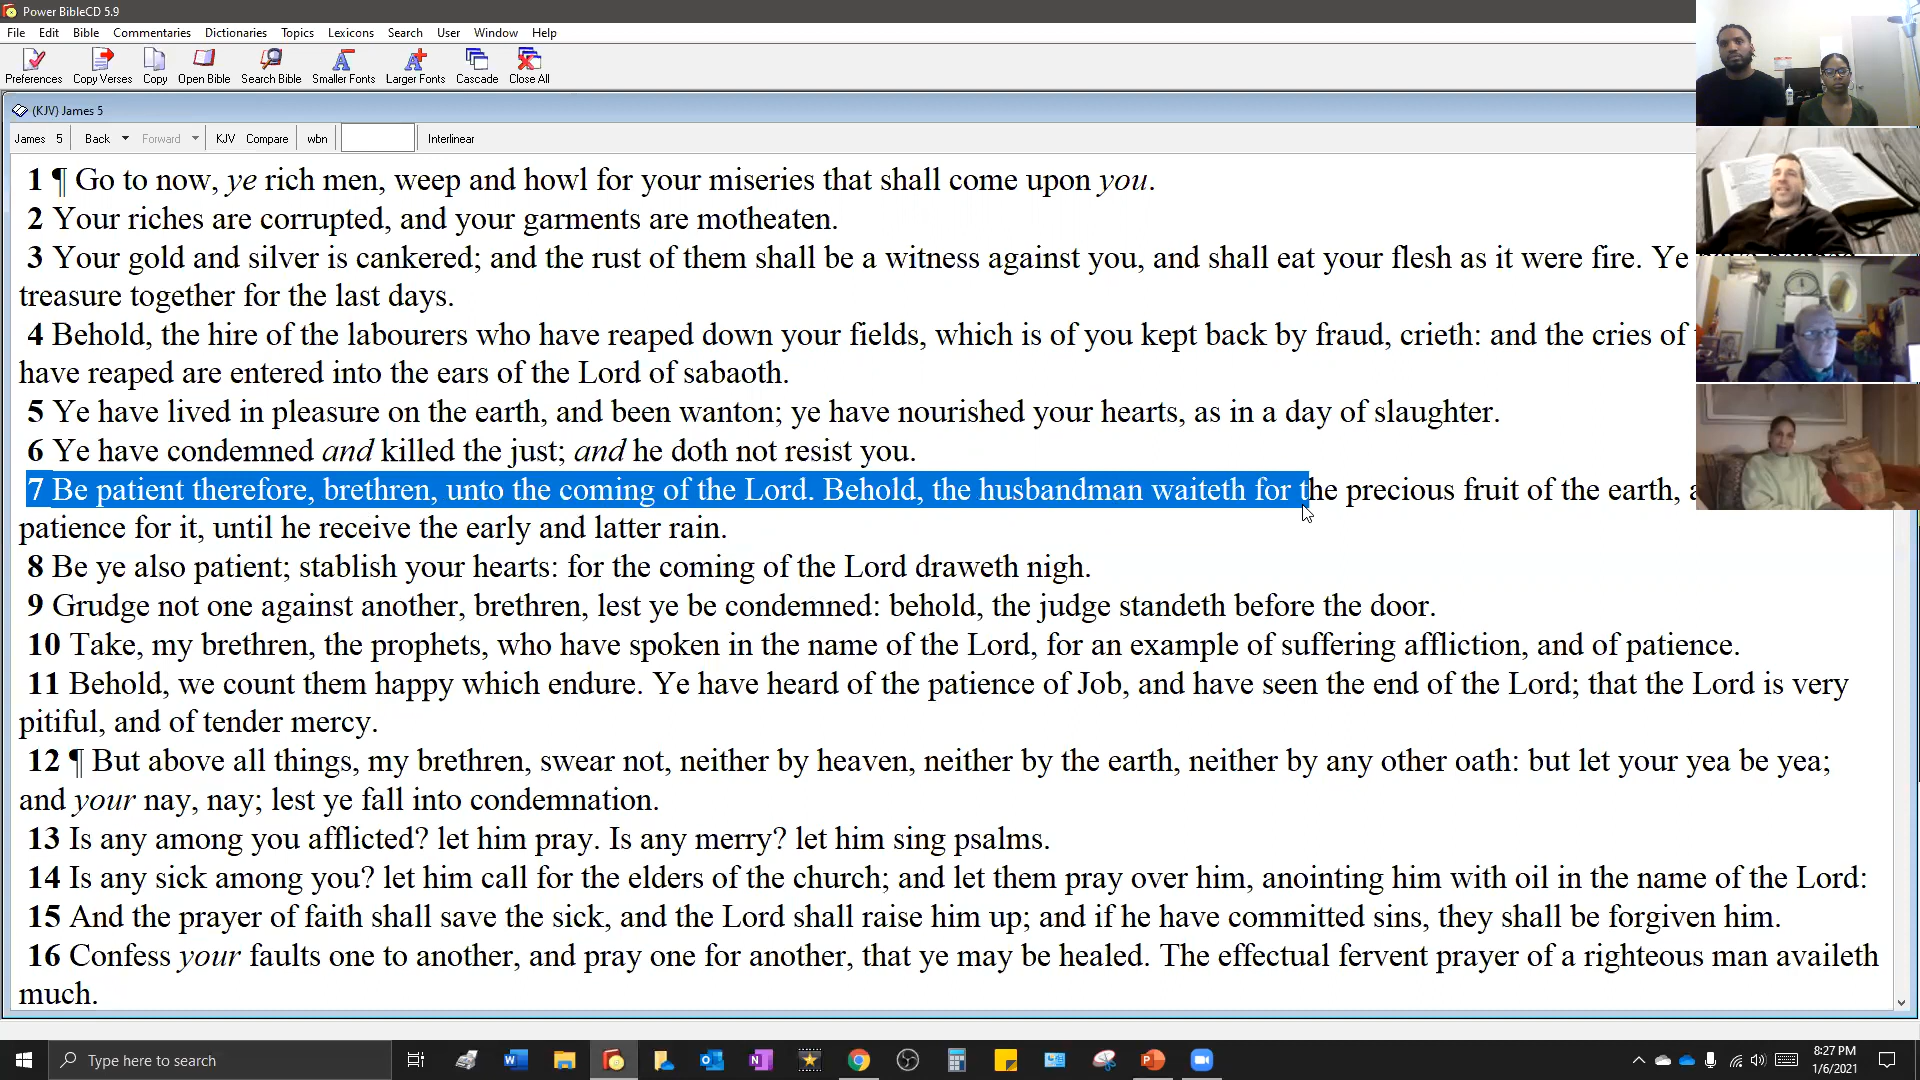 Power BibleCD 5.9
File Edit Bible Commentaries Dictionaries Topics Lexicons Search User Window Help
Preferences Copy Verses Copy Open Bible Search Bible Smaller Fonts Larger Fonts Cascade Close All
(KJV) James 5
James 5 Back Forward KJV Compare wbn Interlinear
1 ¶ Go to now, ye rich men, weep and howl for your miseries that shall come upon you.
2 Your riches are corrupted, and your garments are motheaten.
3 Your gold and silver is cankered; and the rust of them shall be a witness against you, and shall eat your flesh as it were fire. Ye
treasure together for the last days.
4 Behold, the hire of the labourers who have reaped down your fields, which is of you kept back by fraud, crieth: and the cries of
have reaped are entered into the ears of the Lord of sabaoth.
5 Ye have lived in pleasure on the earth, and been wanton; ye have nourished your hearts, as in a day of slaughter.
6 Ye have condemned and killed the just; and he doth not resist you.
7 Be patient therefore, brethren, unto the coming of the Lord. Behold, the husbandman waiteth for the precious fruit of the earth,
patience for it, until he receive the early and latter rain.
8 Be ye also patient; stablish your hearts: for the coming of the Lord draweth nigh.
9 Grudge not one against another, brethren, lest ye be condemned: behold, the judge standeth before the door.
10 Take, my brethren, the prophets, who have spoken in the name of the Lord, for an example of suffering affliction, and of patience.
11 Behold, we count them happy which endure. Ye have heard of the patience of Job, and have seen the end of the Lord; that the Lord is very
pitiful, and of tender mercy.
12 ¶ But above all things, my brethren, swear not, neither by heaven, neither by the earth, neither by any other oath: but let your yea be yea;
and your nay, nay; lest ye fall into condemnation.
13 Is any among you afflicted? let him pray. Is any merry? let him sing psalms.
14 Is any sick among you? let him call for the elders of the church; and let them pray over him, anointing him with oil in the name of the Lord:
15 And the prayer of faith shall save the sick, and the Lord shall raise him up; and if he have committed sins, they shall be forgiven him.
16 Confess your faults one to another, and pray one for another, that ye may be healed. The effectual fervent prayer of a righteous man availeth
much.
Type here to search
8:27 PM
1/6/2021